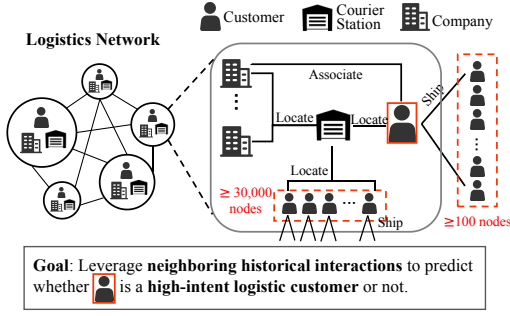 Customer
Courier
Station
Company
Logistics Network
Associate
Locate
Locate
Ship
Locate
≥ 30,000
nodes
Ship
≥100 nodes
Goal: Leverage neighboring historical interactions to predict
whether is a high-intent logistic customer or not.